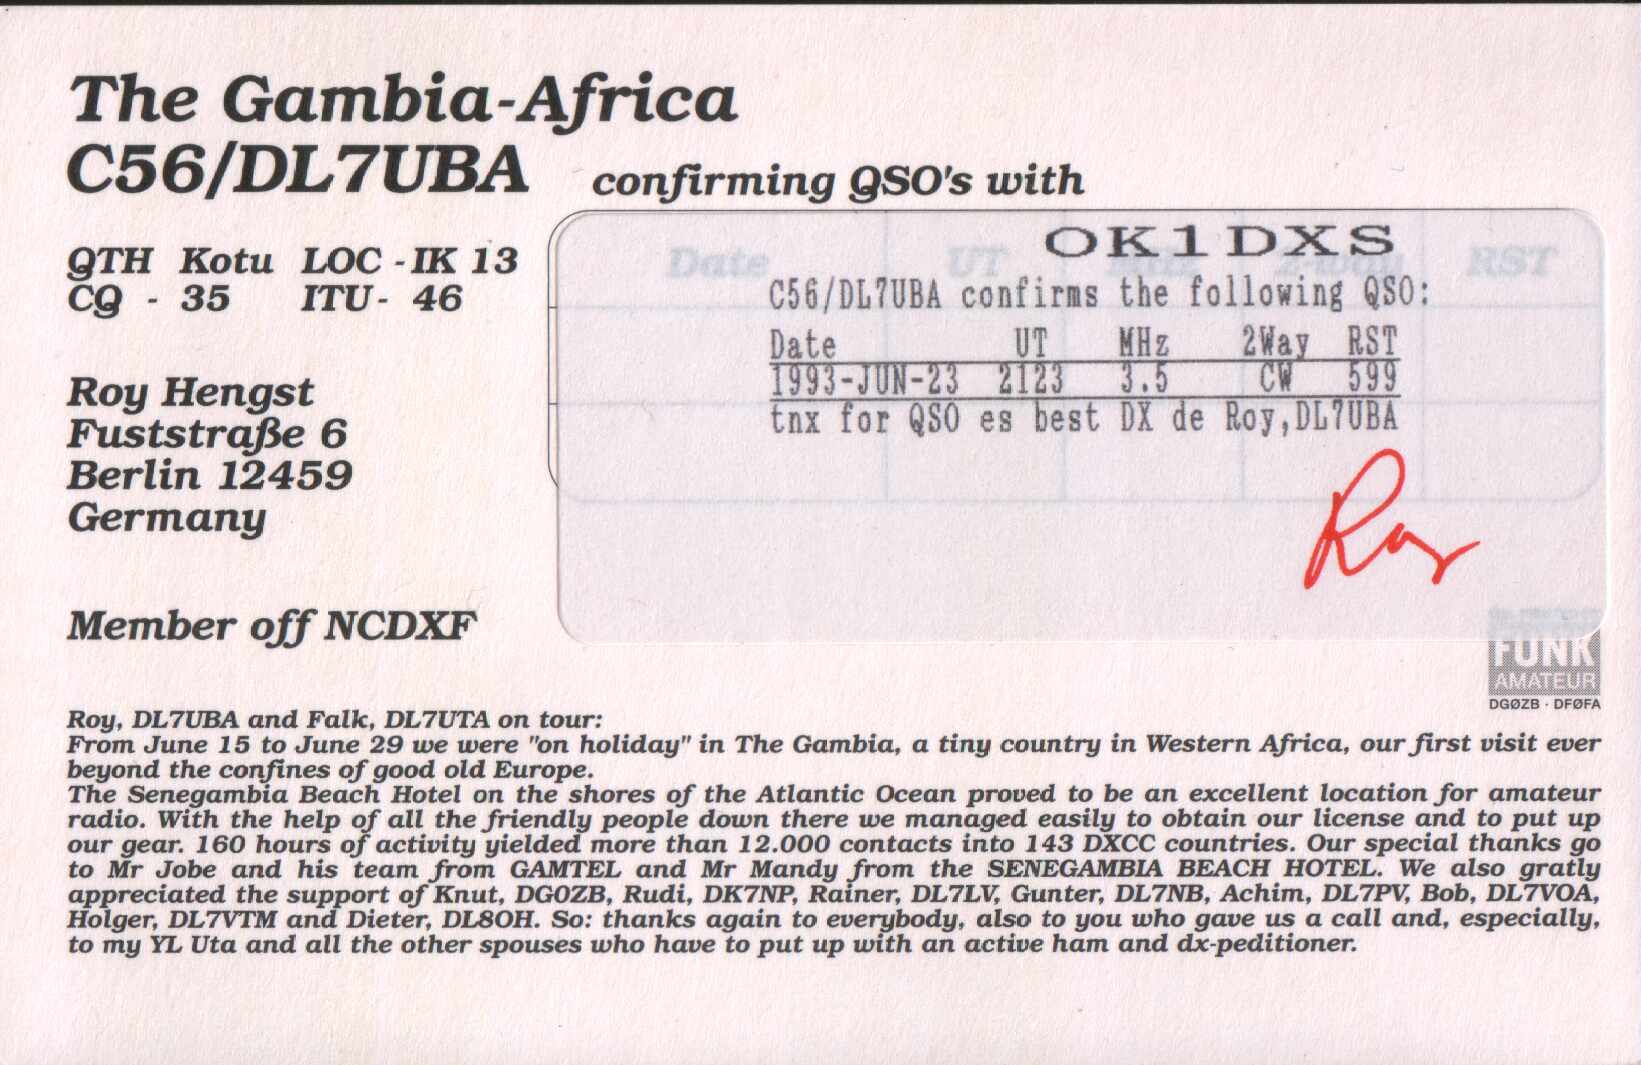 The Gambia-Africa
C56/DL7UBA confirming QSO's with
QTH Kotu LOC - IK 13
CQ - 35 ITU - 46
Roy Hengst
Fuststraße 6
Berlin 12459
Germany
Member off NCDXF
Date UT MHz 2-way RST
OK1DXS
C56/DL7UBA confirms the following QSO:
Date UT MHz 2Way RST
1993-JUN-23 2123 3.5 CW 599
tnx for QSO es best DX de Roy,DL7UBA
Roy
FUNK
AMATEUR
DGØZB · DFØFA
Roy, DL7UBA and Falk, DL7UTA on tour:
From June 15 to June 29 we were "on holiday" in The Gambia, a tiny country in Western Africa, our first visit ever
beyond the confines of good old Europe.
The Senegambia Beach Hotel on the shores of the Atlantic Ocean proved to be an excellent location for amateur
radio. With the help of all the friendly people down there we managed easily to obtain our license and to put up
our gear. 160 hours of activity yielded more than 12.000 contacts into 143 DXCC countries. Our special thanks go
to Mr Jobe and his team from GAMTEL and Mr Mandy from the SENEGAMBIA BEACH HOTEL. We also gratly
appreciated the support of Knut, DG0ZB, Rudi, DK7NP, Rainer, DL7LV, Gunter, DL7NB, Achim, DL7PV, Bob, DL7VOA,
Holger, DL7VTM and Dieter, DL8OH. So: thanks again to everybody, also to you who gave us a call and, especially,
to my YL Uta and all the other spouses who have to put up with an active ham and dx-peditioner.